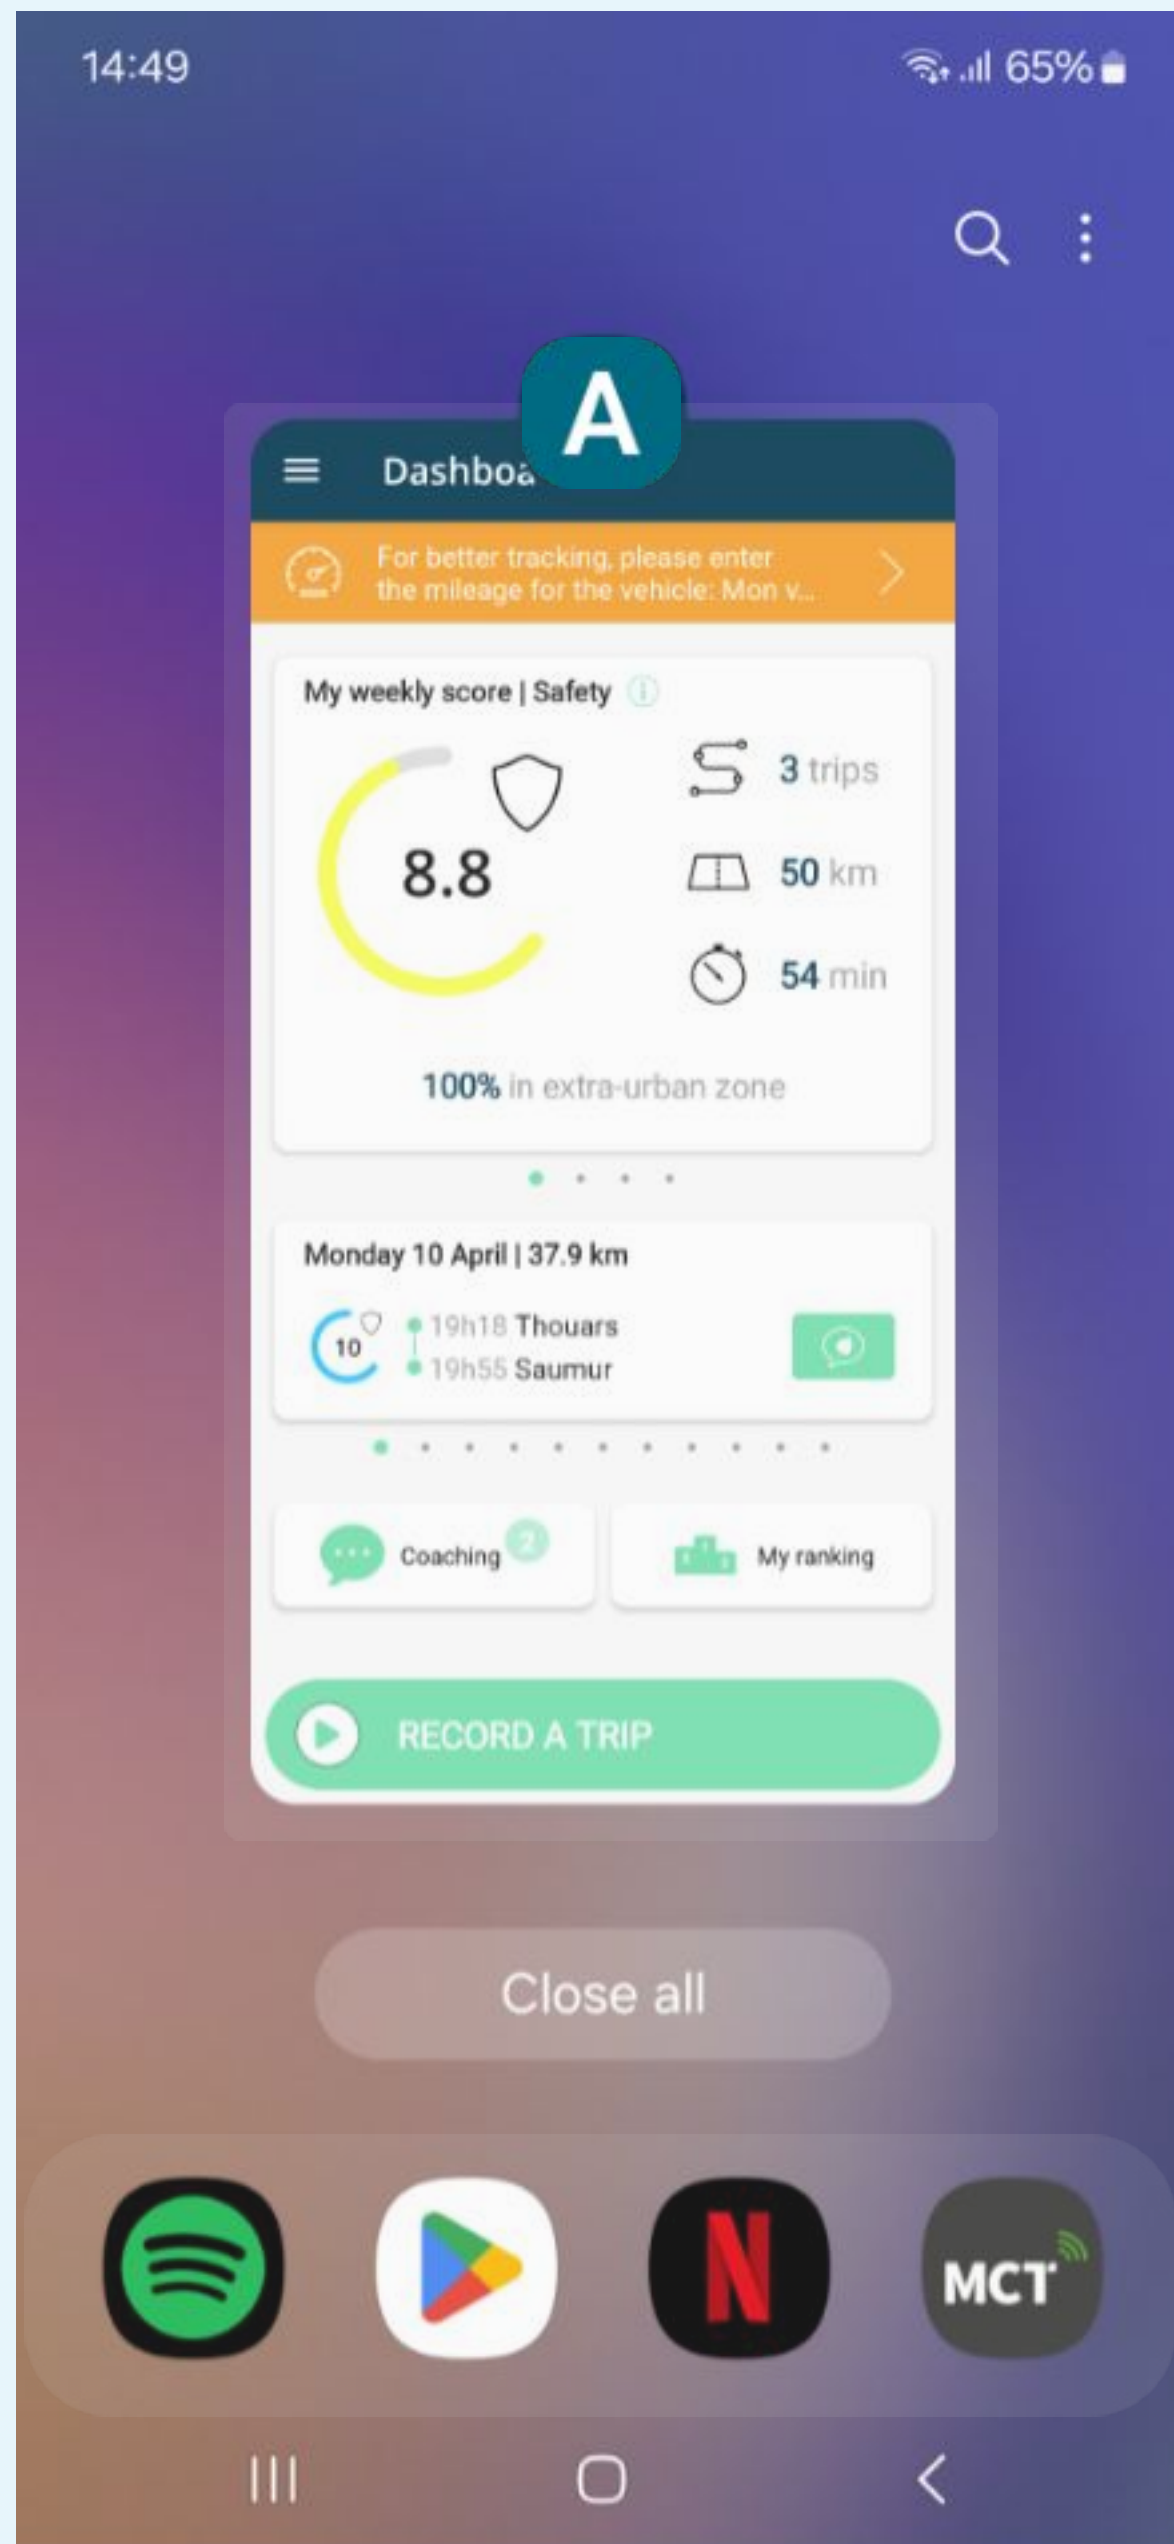 14:49
65%
A
Dashboa
For better tracking, please enter
the mileage for the vehicle: Mon v...
My weekly score | Safety
3 trips
8.8
50 km
54 min
100% in extra-urban zone
Monday 10 April | 37.9 km
10
19h18 Thouars
19h55 Saumur
Coaching 2
My ranking
RECORD A TRIP
Close all
N
MCT